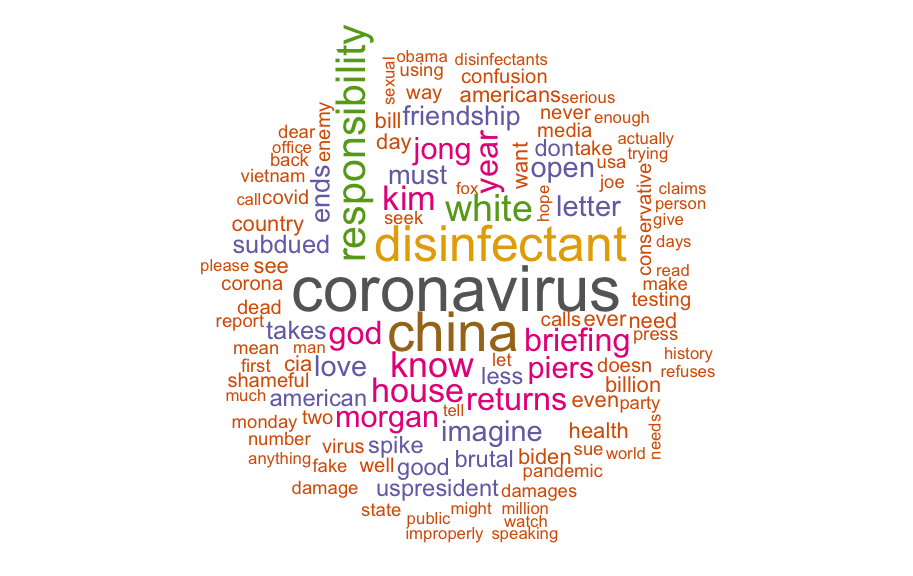 responsibility
sexual
obama
using
disinfectants
confusion
way
americans
serious
bill
friendship
never
enough
enemy
dear
office
back
day
jong
year
want
media
don
take
actually
trying
vietnam
ends
must
fox
open
usa
call
covid
kim
seek
white
hope
letter
joe
conservative
claims
person
give
country
subdued
disinfectant
days
please
see
corona
coronavirus
read
make
testing
dead
report
takes
god
china
calls
ever
need
briefing
press
mean
man
first
cia
love
know
let
less
piers
doesn
history
refuses
shameful
much
american
house
returns
billion
even
party
monday
two
morgan
tell
imagine
health
needs
number
virus
spike
anything
fake
well
good
brutal
biden
sue
world
pandemic
damage
uspresident
damages
state
public
might
million
watch
improperly
speaking